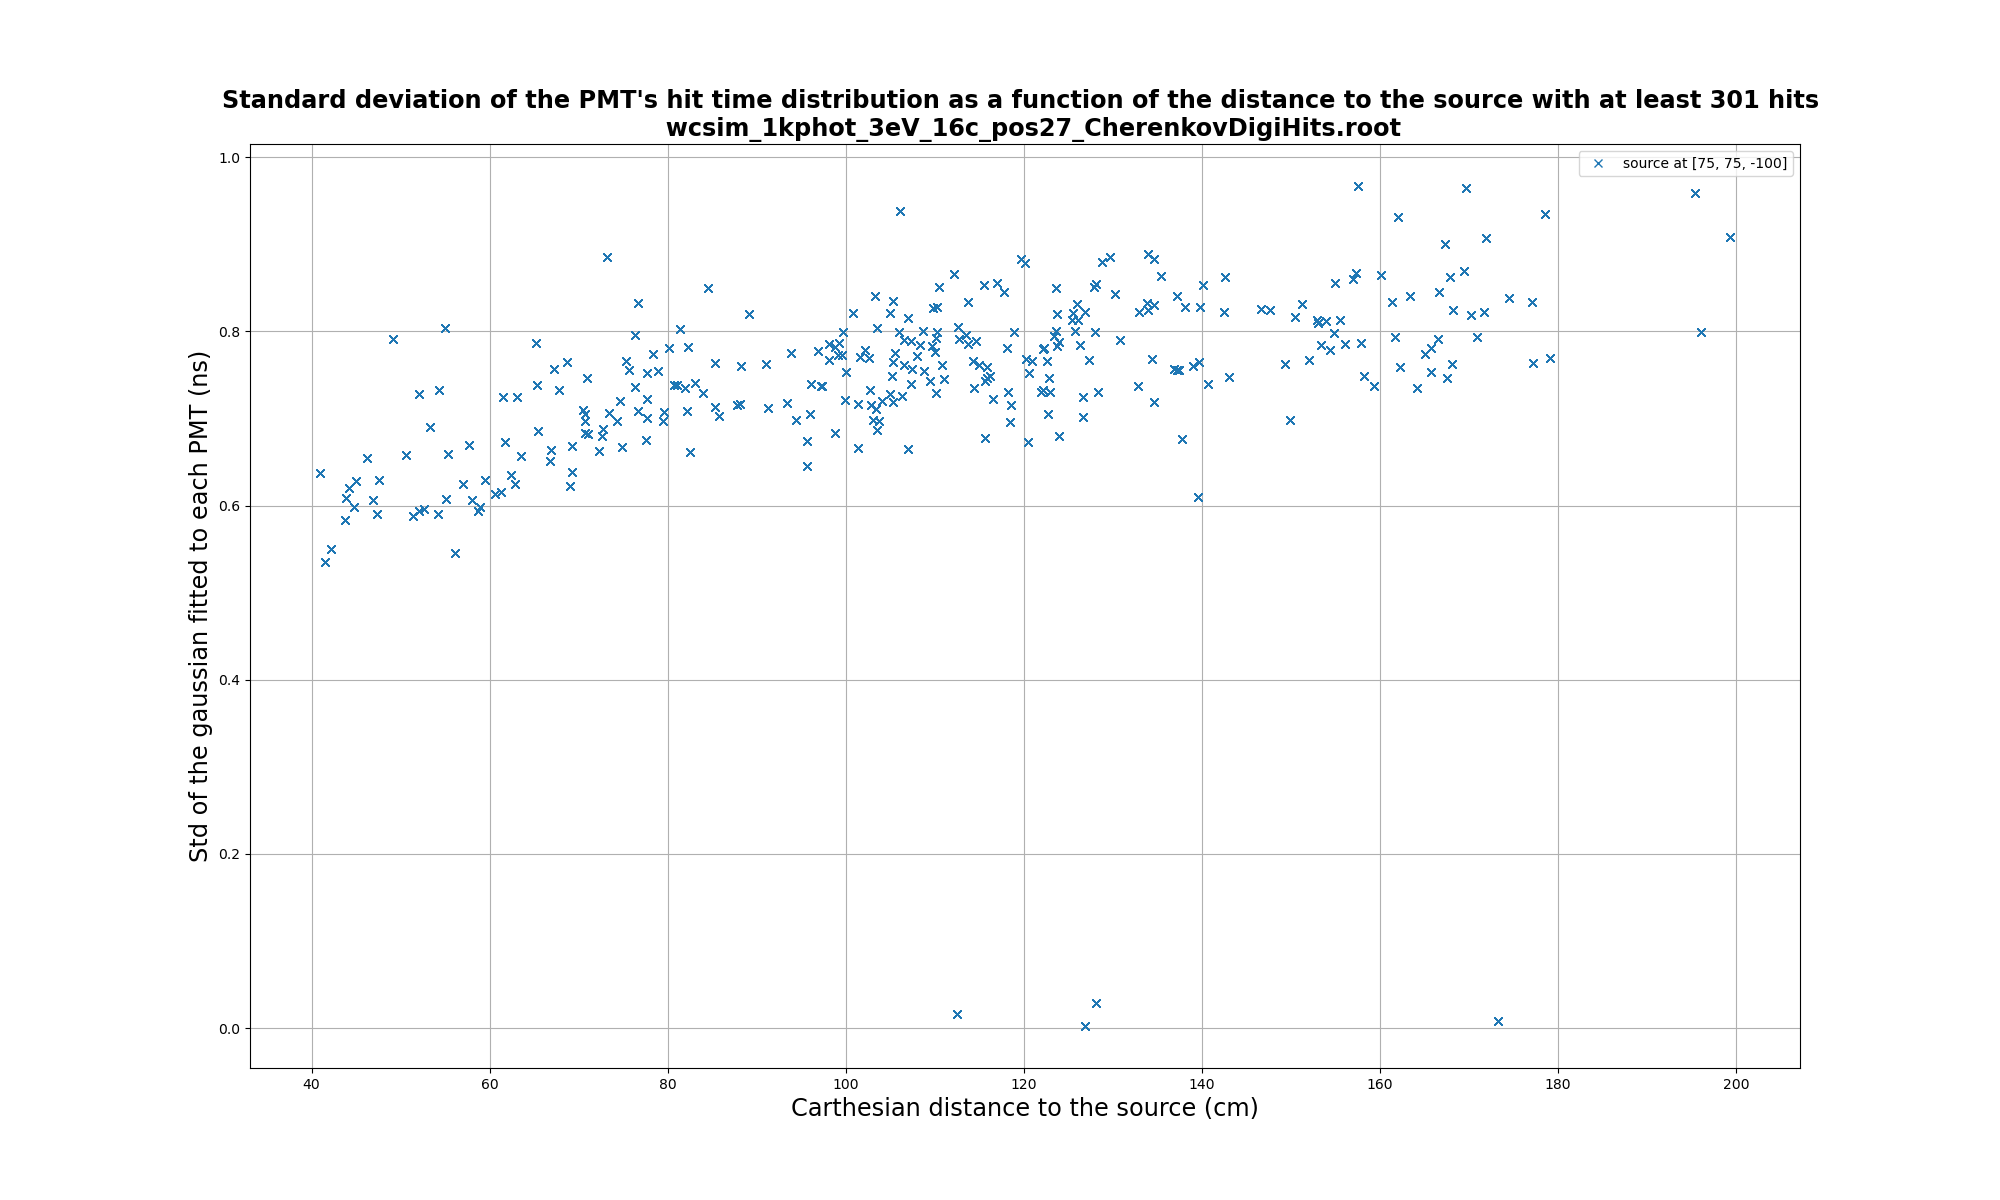 Standard deviation of the PMT's hit time distribution as a function of the distance to the source with at least 301 hits
wcsim_1kphot_3eV_16c_pos27_CherenkovDigiHits.root
source at [75, 75, -100]
Std of the gaussian fitted to each PMT (ns)
1.0
0.8
0.6
0.4
0.2
0.0
40 60 80 100 120 140 160 180 200
Carthesian distance to the source (cm)